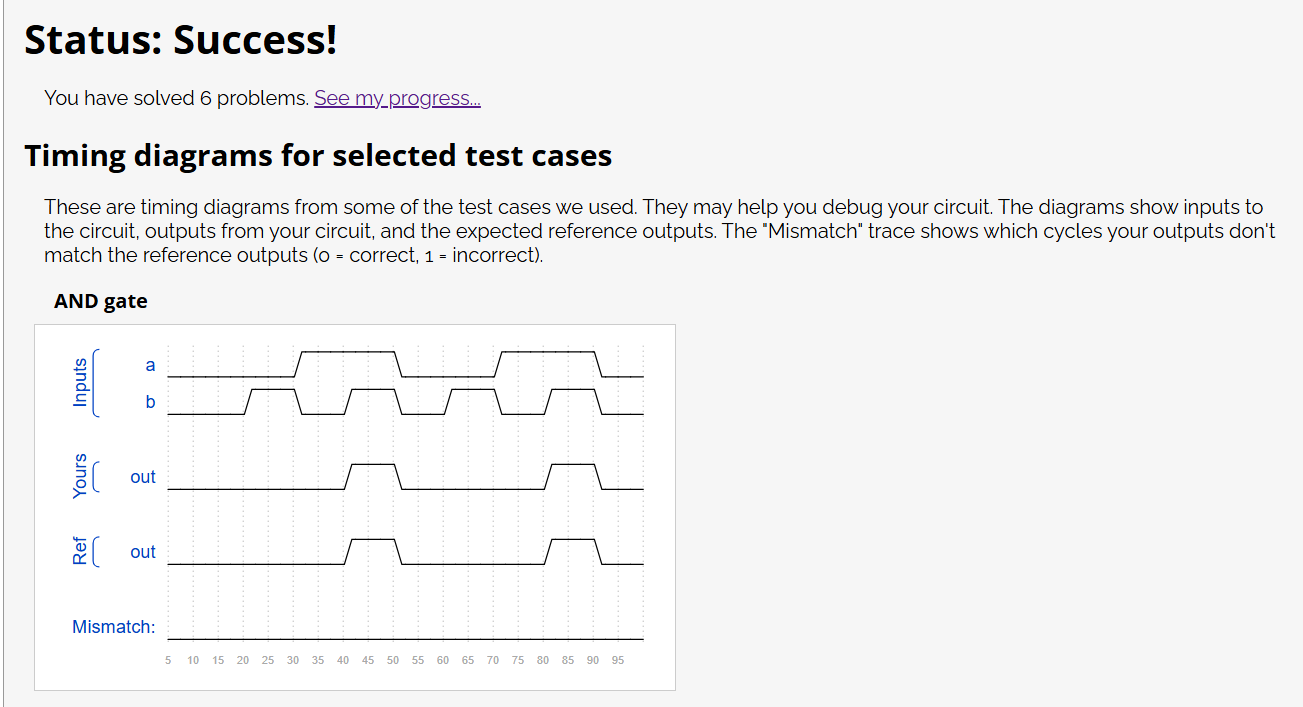 Status: Success!
You have solved 6 problems. See my progress...
Timing diagrams for selected test cases
These are timing diagrams from some of the test cases we used. They may help you debug your circuit. The diagrams show inputs to
the circuit, outputs from your circuit, and the expected reference outputs. The "Mismatch" trace shows which cycles your outputs don't
match the reference outputs (0 = correct, 1 = incorrect).
AND gate
Inputs
a
b
Yours
out
Ref
out
Mismatch:
5 10 15 20 25 30 35 40 45 50 55 60 65 70 75 80 85 90 95